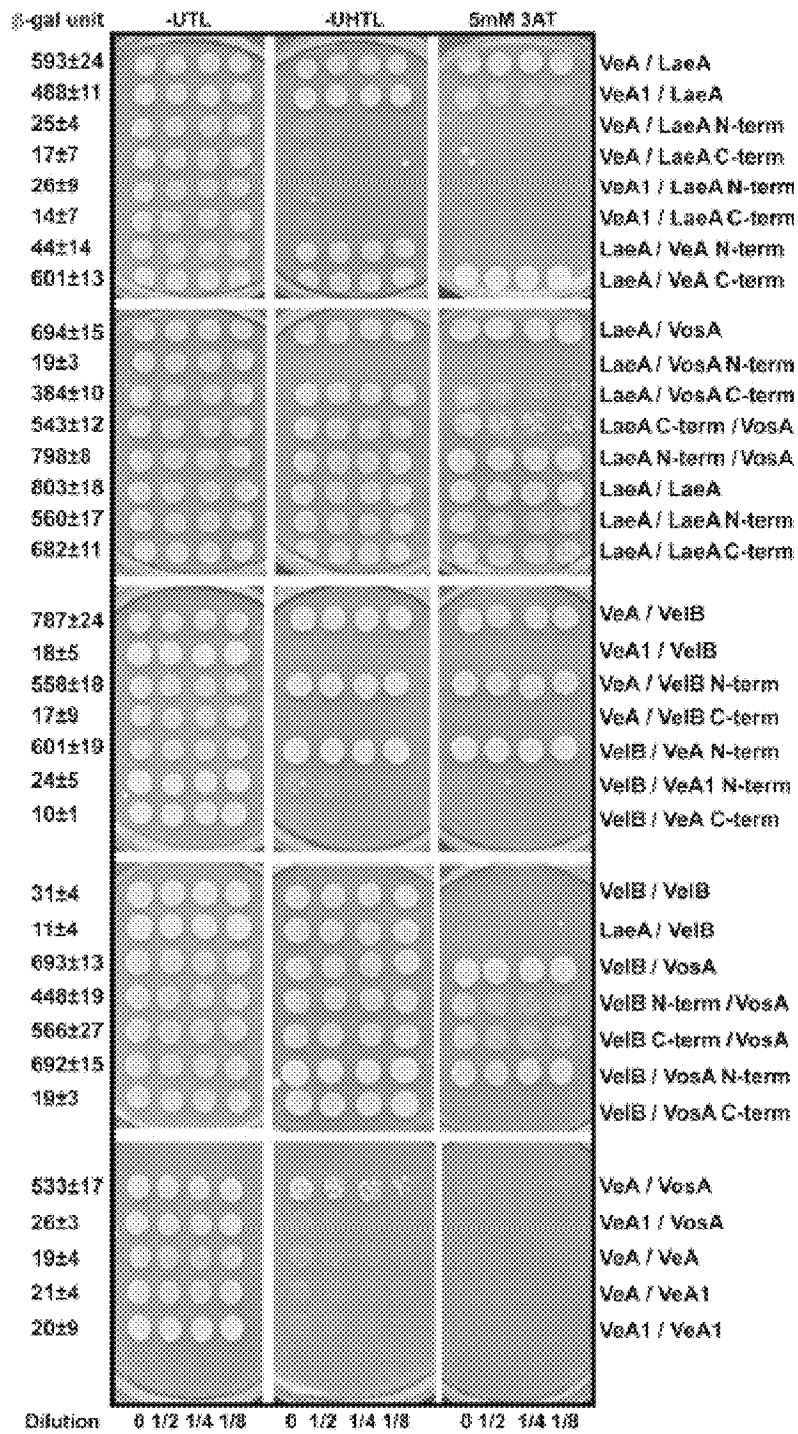 β-gal unit -UTL -UHTL 5mM 3AT
593±24 VeA / LaeA
488±11 VeA1 / LaeA
25±4 VeA / LaeA N-term
17±7 VeA / LaeA C-term
26±9 VeA1 / LaeA N-term
14±7 VeA1 / LaeA C-term
44±14 LaeA / VeA N-term
601±13 LaeA / VeA C-term
694±15 LaeA / VosA
19±3 LaeA / VosA N-term
384±10 LaeA / VosA C-term
543±12 LaeA C-term / VosA
798±8 LaeA N-term / VosA
803±18 LaeA / LaeA
560±17 LaeA / LaeA N-term
682±11 LaeA / LaeA C-term
787±24 VeA / VelB
18±5 VeA1 / VelB
558±18 VeA / VelB N-term
17±9 VeA / VelB C-term
601±19 VelB / VeA N-term
24±5 VelB / VeA1 N-term
10±1 VelB / VeA C-term
31±4 VelB / VelB
11±4 LaeA / VelB
693±13 VelB / VosA
448±19 VelB N-term / VosA
566±27 VelB C-term / VosA
692±15 VelB / VosA N-term
19±3 VelB / VosA C-term
533±17 VeA / VosA
26±3 VeA1 / VosA
19±4 VeA / VeA
21±4 VeA / VeA1
20±9 VeA1 / VeA1
Dilution 0 1/2 1/4 1/8 0 1/2 1/4 1/8 0 1/2 1/4 1/8